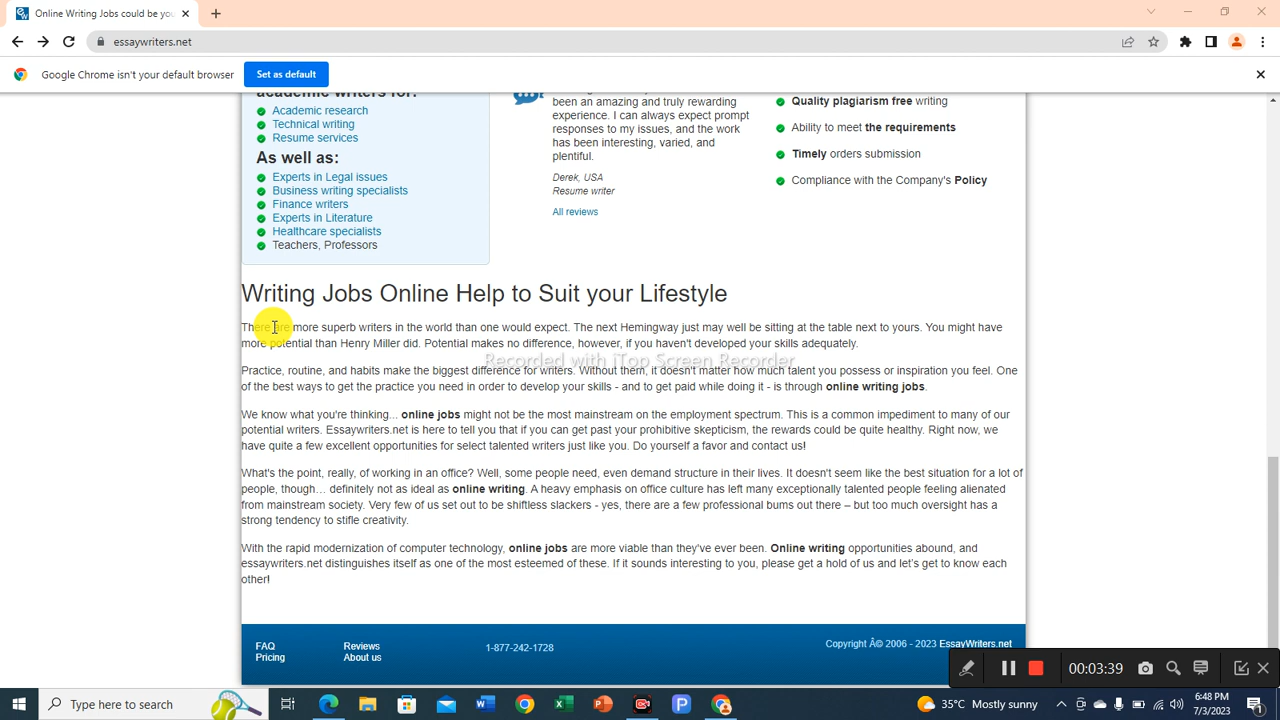 Online Writing Jobs could be you
essaywriters.net
Google Chrome isn't your default browser
Set as default
academic writers for:
Academic research
Technical writing
Resume services
As well as:
Experts in Legal issues
Business writing specialists
Finance writers
Experts in Literature
Healthcare specialists
Teachers, Professors
been an amazing and truly rewarding
experience. I can always expect prompt
responses to my issues, and the work
has been interesting, varied, and
plentiful.
Derek, USA
Resume writer
All reviews
Quality plagiarism free writing
Ability to meet the requirements
Timely orders submission
Compliance with the Company's Policy
Writing Jobs Online Help to Suit your Lifestyle
There are more superb writers in the world than one would expect. The next Hemingway just may well be sitting at the table next to yours. You might have
more potential than Henry Miller did. Potential makes no difference, however, if you haven't developed your skills adequately.
Recorded with iTop Screen Recorder
Practice, routine, and habits make the biggest difference for writers. Without them, it doesn't matter how much talent you possess or inspiration you feel. One
of the best ways to get the practice you need in order to develop your skills - and to get paid while doing it - is through online writing jobs.
We know what you're thinking... online jobs might not be the most mainstream on the employment spectrum. This is a common impediment to many of our
potential writers. Essaywriters.net is here to tell you that if you can get past your prohibitive skepticism, the rewards could be quite healthy. Right now, we
have quite a few excellent opportunities for select talented writers just like you. Do yourself a favor and contact us!
What's the point, really, of working in an office? Well, some people need, even demand structure in their lives. It doesn't seem like the best situation for a lot of
people, though… definitely not as ideal as online writing. A heavy emphasis on office culture has left many exceptionally talented people feeling alienated
from mainstream society. Very few of us set out to be shiftless slackers - yes, there are a few professional bums out there – but too much oversight has a
strong tendency to stifle creativity.
With the rapid modernization of computer technology, online jobs are more viable than they've ever been. Online writing opportunities abound, and
essaywriters.net distinguishes itself as one of the most esteemed of these. If it sounds interesting to you, please get a hold of us and let's get to know each
other!
FAQ
Pricing
Reviews
About us
1-877-242-1728
Copyright Â© 2006 - 2023 EssayWriters.net
00:03:39
Type here to search
35°C Mostly sunny
6:48 PM
7/3/2023